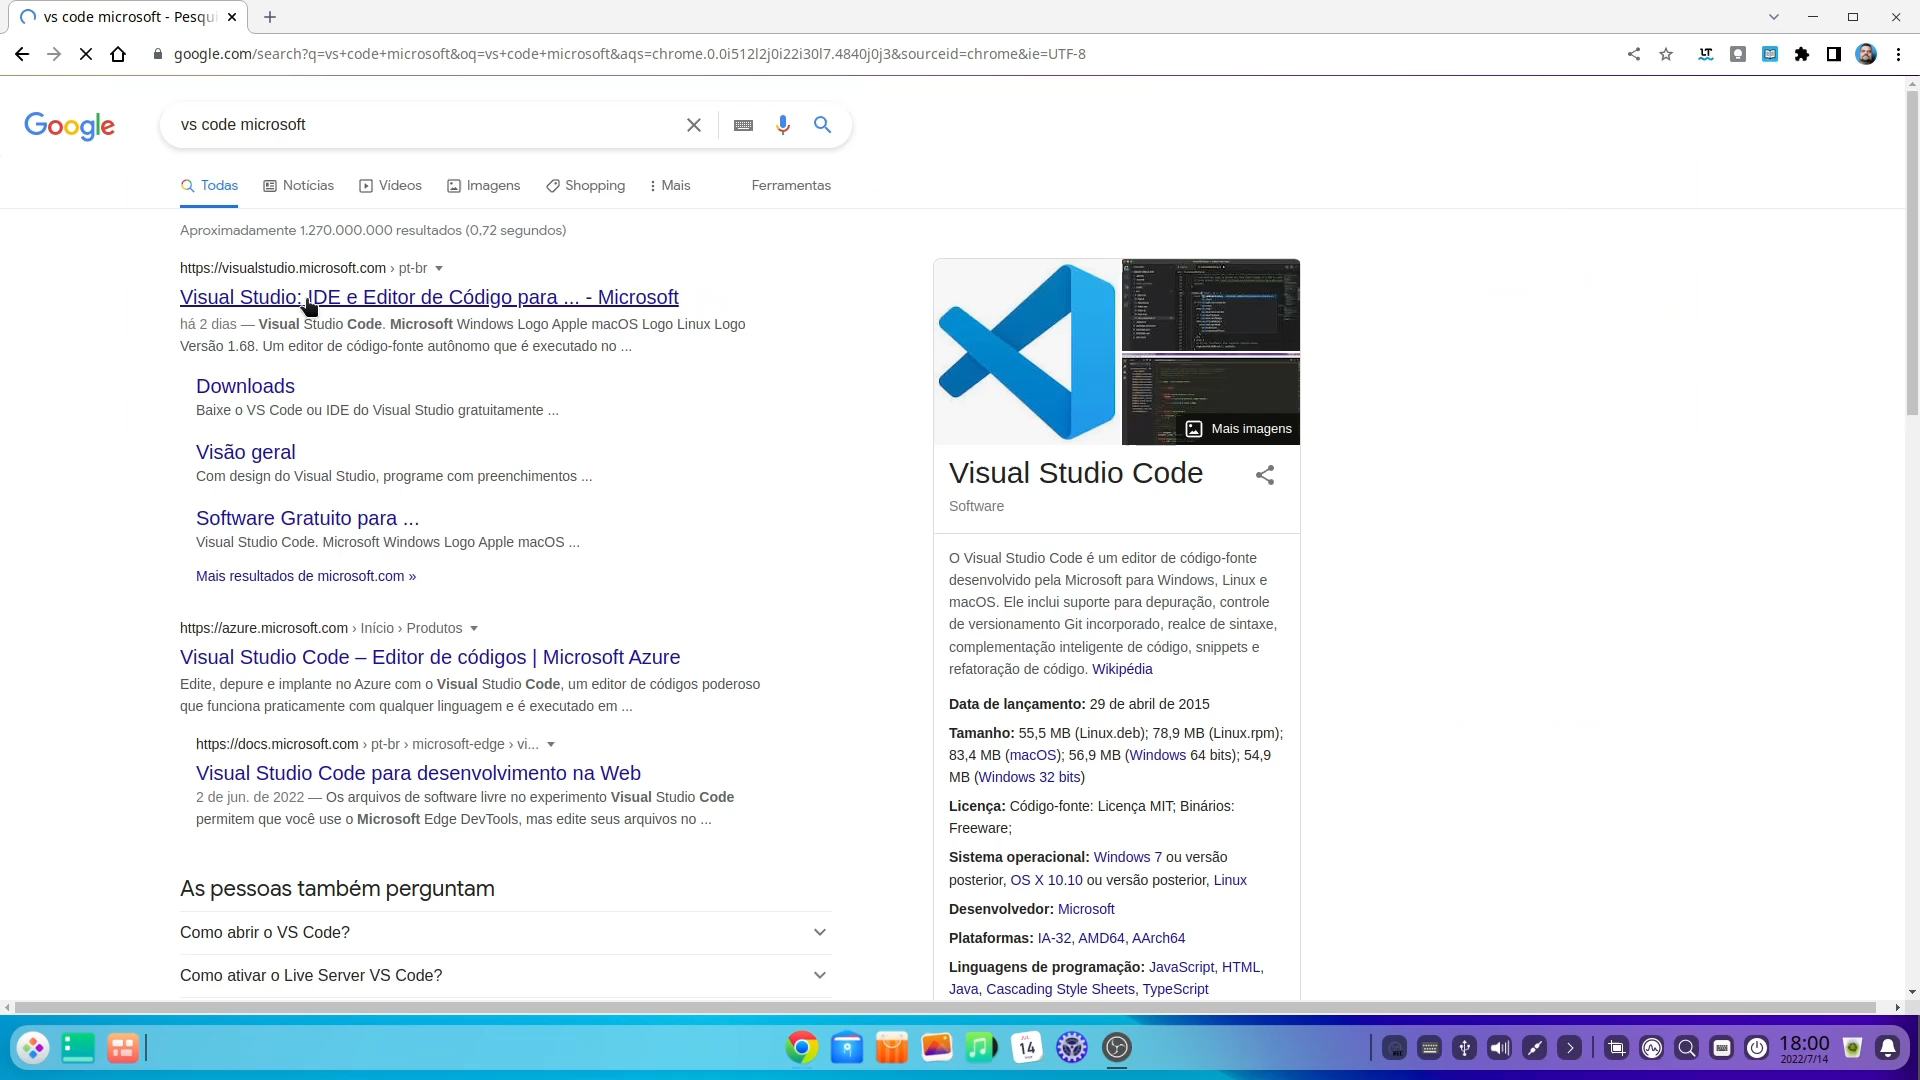 vs code microsoft - Pesqui
google.com/search?q=vs+code+microsoft&oq=vs+code+microsoft&aqs=chrome.0.0i512l2j0i22i30l7.4840j0j3&sourceid=chrome&ie=UTF-8
Google
vs code microsoft
Todas
Notícias
Vídeos
Imagens
Shopping
Mais
Ferramentas
Aproximadamente 1.270.000.000 resultados (0,72 segundos)
https://visualstudio.microsoft.com › pt-br
Visual Studio: IDE e Editor de Código para ... - Microsoft
há 2 dias — Visual Studio Code. Microsoft Windows Logo Apple macOS Logo Linux Logo
Versão 1.68. Um editor de código-fonte autônomo que é executado no ...
Downloads
Baixe o VS Code ou IDE do Visual Studio gratuitamente ...
Visão geral
Com design do Visual Studio, programe com preenchimentos ...
Software Gratuito para ...
Visual Studio Code. Microsoft Windows Logo Apple macOS ...
Mais resultados de microsoft.com »
https://azure.microsoft.com › Início › Produtos
Visual Studio Code – Editor de códigos | Microsoft Azure
Edite, depure e implante no Azure com o Visual Studio Code, um editor de códigos poderoso
que funciona praticamente com qualquer linguagem e é executado em ...
https://docs.microsoft.com › pt-br › microsoft-edge › vi...
Visual Studio Code para desenvolvimento na Web
2 de jun. de 2022 — Os arquivos de software livre no experimento Visual Studio Code
permitem que você use o Microsoft Edge DevTools, mas edite seus arquivos no ...
As pessoas também perguntam
Como abrir o VS Code?
Como ativar o Live Server VS Code?
Mais imagens
Visual Studio Code
Software
O Visual Studio Code é um editor de código-fonte
desenvolvido pela Microsoft para Windows, Linux e
macOS. Ele inclui suporte para depuração, controle
de versionamento Git incorporado, realce de sintaxe,
complementação inteligente de código, snippets e
refatoração de código. Wikipédia
Data de lançamento: 29 de abril de 2015
Tamanho: 55,5 MB (Linux.deb); 78,9 MB (Linux.rpm);
83,4 MB (macOS); 56,9 MB (Windows 64 bits); 54,9
MB (Windows 32 bits)
Licença: Código-fonte: Licença MIT; Binários:
Freeware;
Sistema operacional: Windows 7 ou versão
posterior, OS X 10.10 ou versão posterior, Linux
Desenvolvedor: Microsoft
Plataformas: IA-32, AMD64, AArch64
Linguagens de programação: JavaScript, HTML,
Java, Cascading Style Sheets, TypeScript
14
18:00
2022/7/14